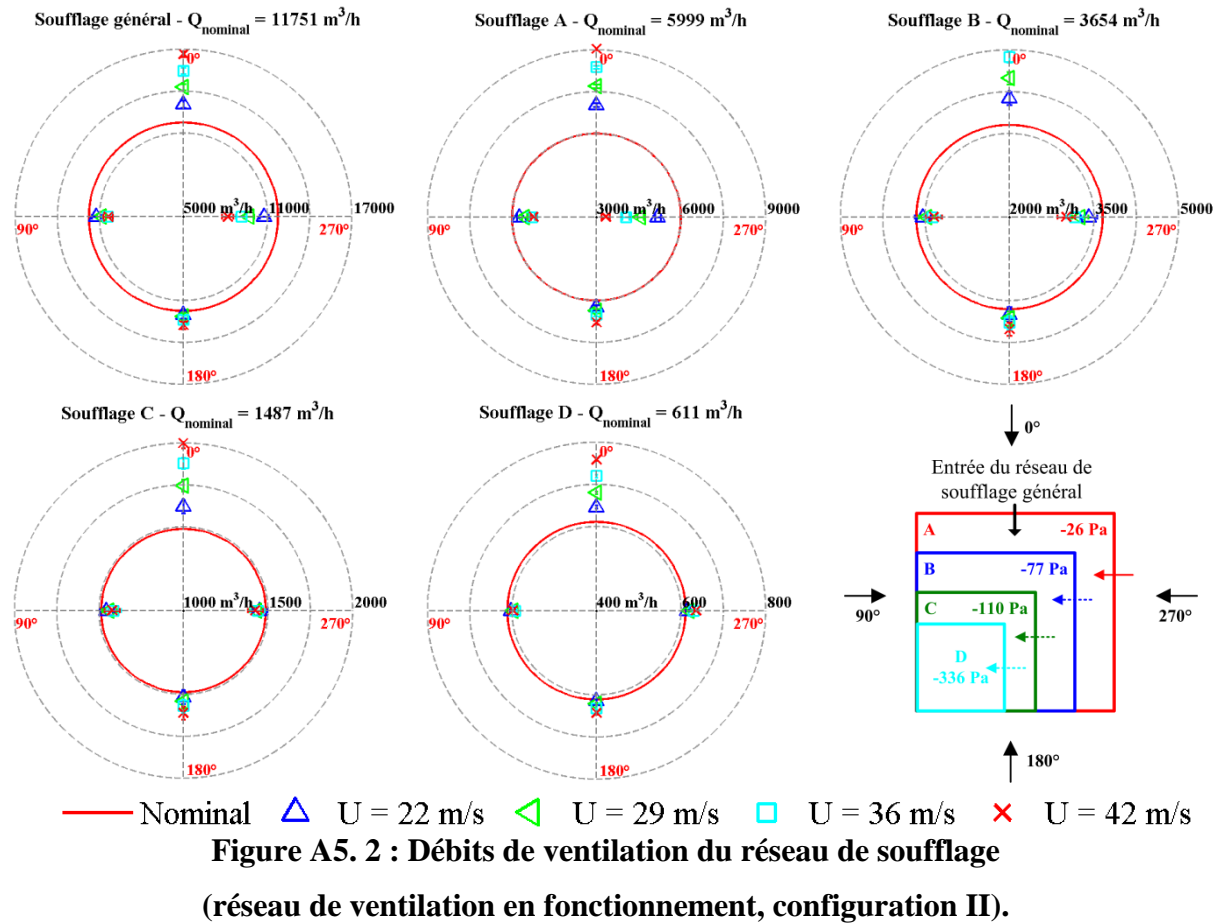 Soufflage général - Q_nominal = 11751 m³/h
0°
5000 m³/h 11000 17000
90° 270°
180°
Soufflage A - Q_nominal = 5999 m³/h
0°
3000 m³/h 6000 9000
90° 270°
180°
Soufflage B - Q_nominal = 3654 m³/h
0°
2000 m³/h 3500 5000
90° 270°
180°
Soufflage C - Q_nominal = 1487 m³/h
0°
1000 m³/h 1500 2000
90° 270°
180°
Soufflage D - Q_nominal = 611 m³/h
0°
400 m³/h 600 800
90° 270°
180°
0°
Entrée du réseau de
soufflage général
A -26 Pa
B -77 Pa
C -110 Pa
D
-336 Pa
90° 270°
180°
Nominal U = 22 m/s U = 29 m/s U = 36 m/s U = 42 m/s
Figure A5. 2 : Débits de ventilation du réseau de soufflage
(réseau de ventilation en fonctionnement, configuration II).